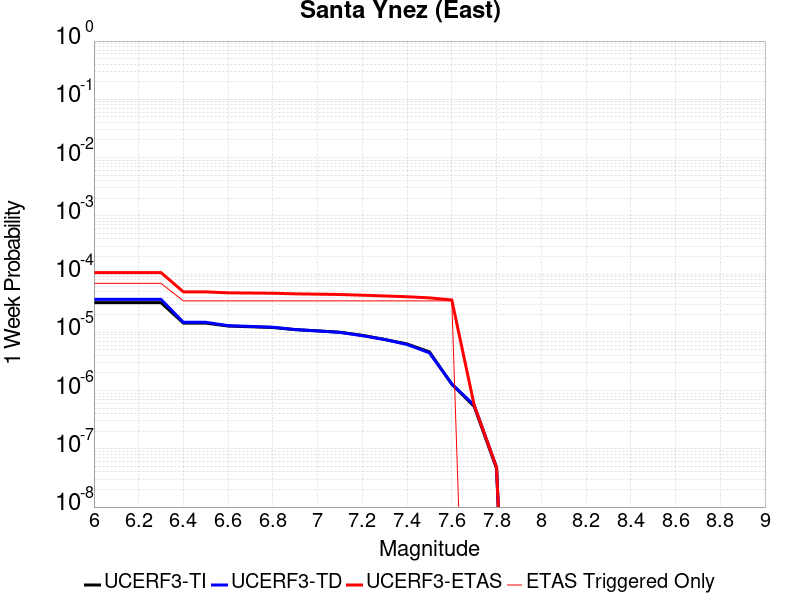 Santa Ynez (East)
10^0
10^-1
10^-2
10^-3
10^-4
10^-5
10^-6
10^-7
10^-8
1 Week Probability
6 6.2 6.4 6.6 6.8 7 7.2 7.4 7.6 7.8 8 8.2 8.4 8.6 8.8 9
Magnitude
UCERF3-TI UCERF3-TD UCERF3-ETAS ETAS Triggered Only